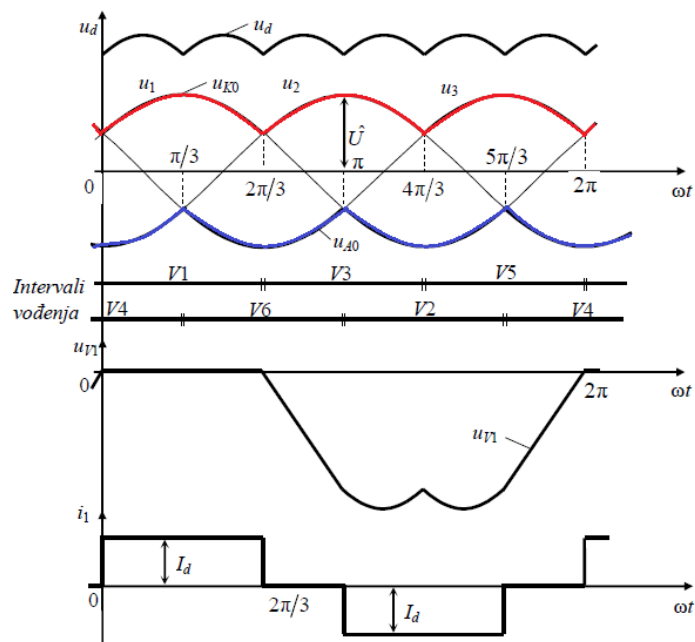 u_d
u_d
u_1 u_K0 u_2 u_3
Û
π/3 π 5π/3
0 2π/3 4π/3 2π ωt
u_A0
V1 V3 V5
Intervali
vođenja
V4 V6 V2 V4
u_V1
0 2π ωt
u_V1
i_1
I_d
0 2π/3 I_d ωt